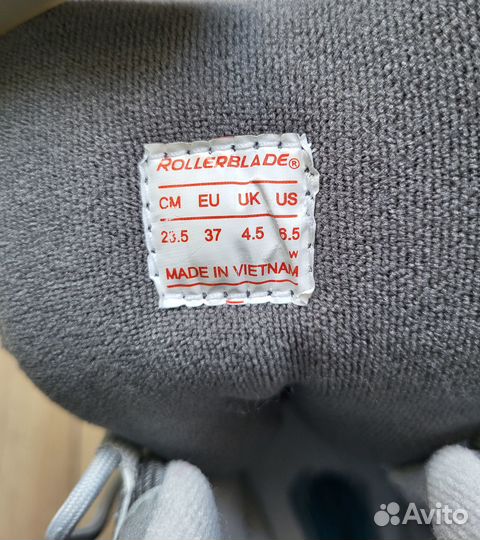 ROLLERBLADE®
CM EU UK US
23.5 37 4.5 6.5
W
MADE IN VIETNAM
Avito